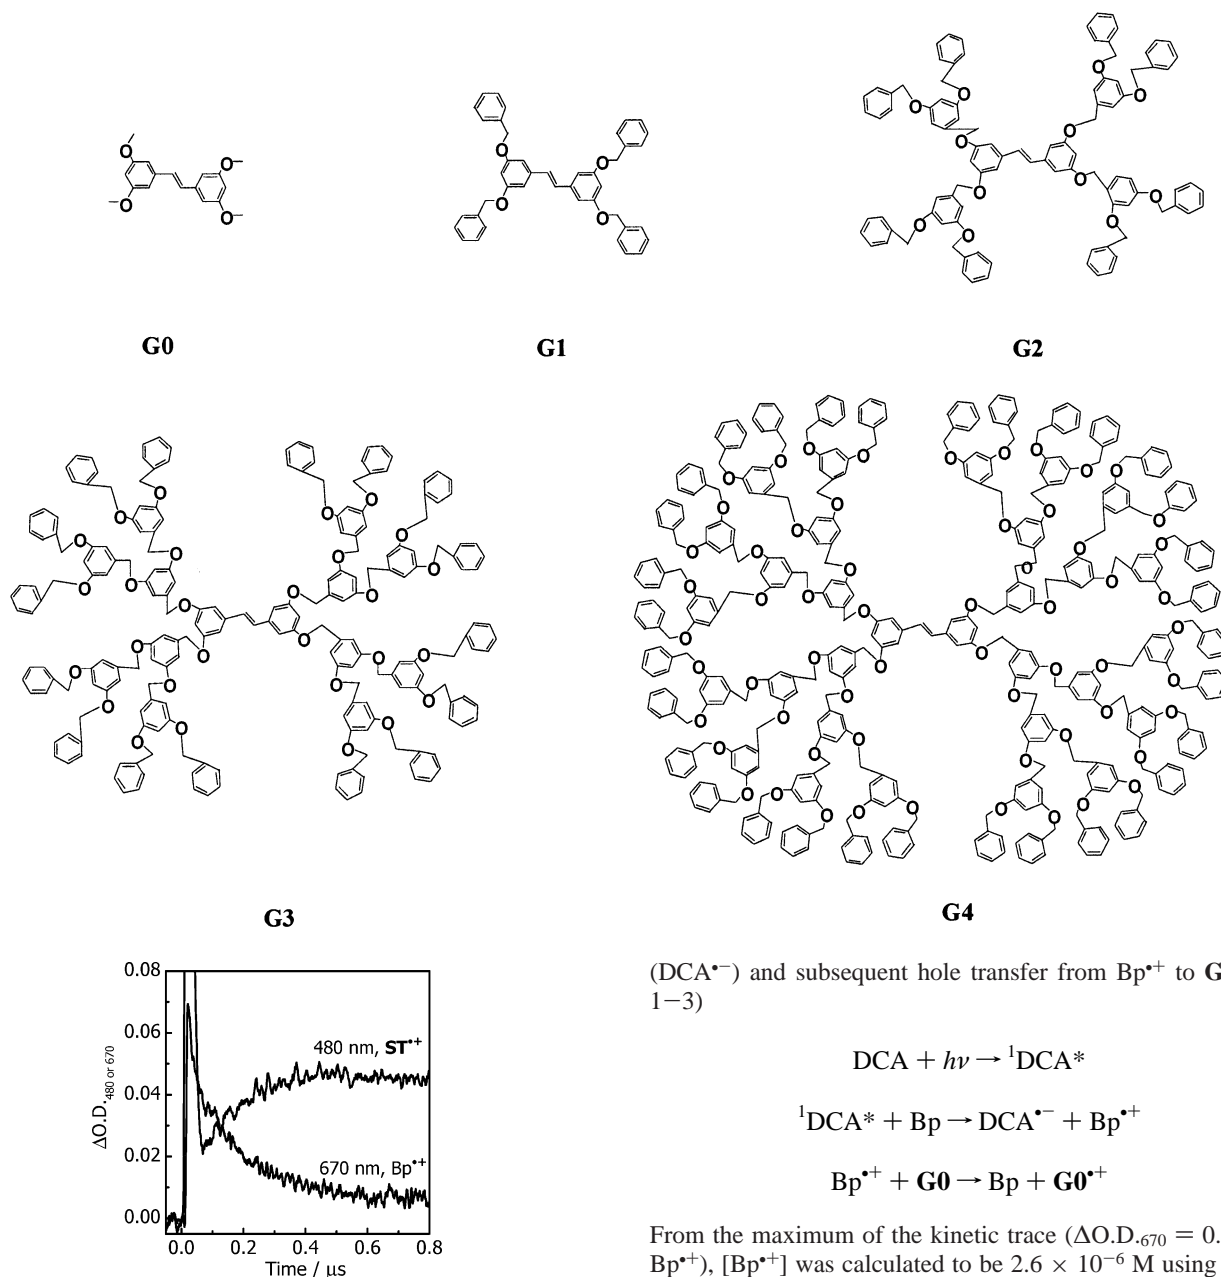 G0
G1
G2
G3
G4
0.08
0.06
0.04
0.02
0.00
ΔO.D.480 or 670
480 nm, ST•+
670 nm, Bp•+
0.0 0.2 0.4 0.6 0.8
Time / μs
(DCA•−) and subsequent hole transfer from Bp•+ to G
1−3)
DCA + hν → ¹DCA*
¹DCA* + Bp → DCA•− + Bp•+
Bp•+ + G0 → Bp + G0•+
From the maximum of the kinetic trace (ΔO.D.₆₇₀ = 0.
Bp•+), [Bp•+] was calculated to be 2.6 × 10⁻⁶ M using